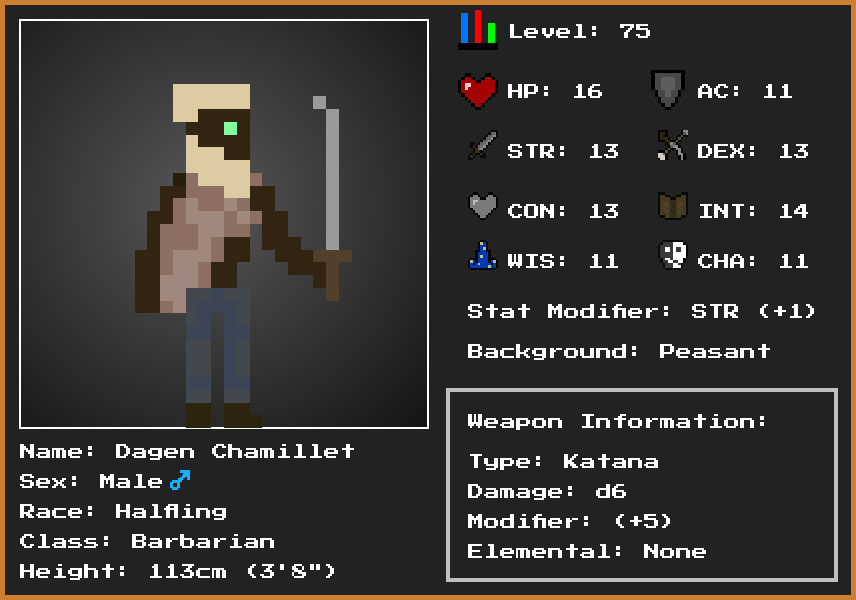 Level: 75
HP: 16 AC: 11
STR: 13 DEX: 13
CON: 13 INT: 14
WIS: 11 CHA: 11
Stat Modifier: STR (+1)
Background: Peasant
Name: Dagen Chamillet
Sex: Male ♂
Race: Halfling
Class: Barbarian
Height: 113cm (3'8")
Weapon Information:
Type: Katana
Damage: d6
Modifier: (+5)
Elemental: None